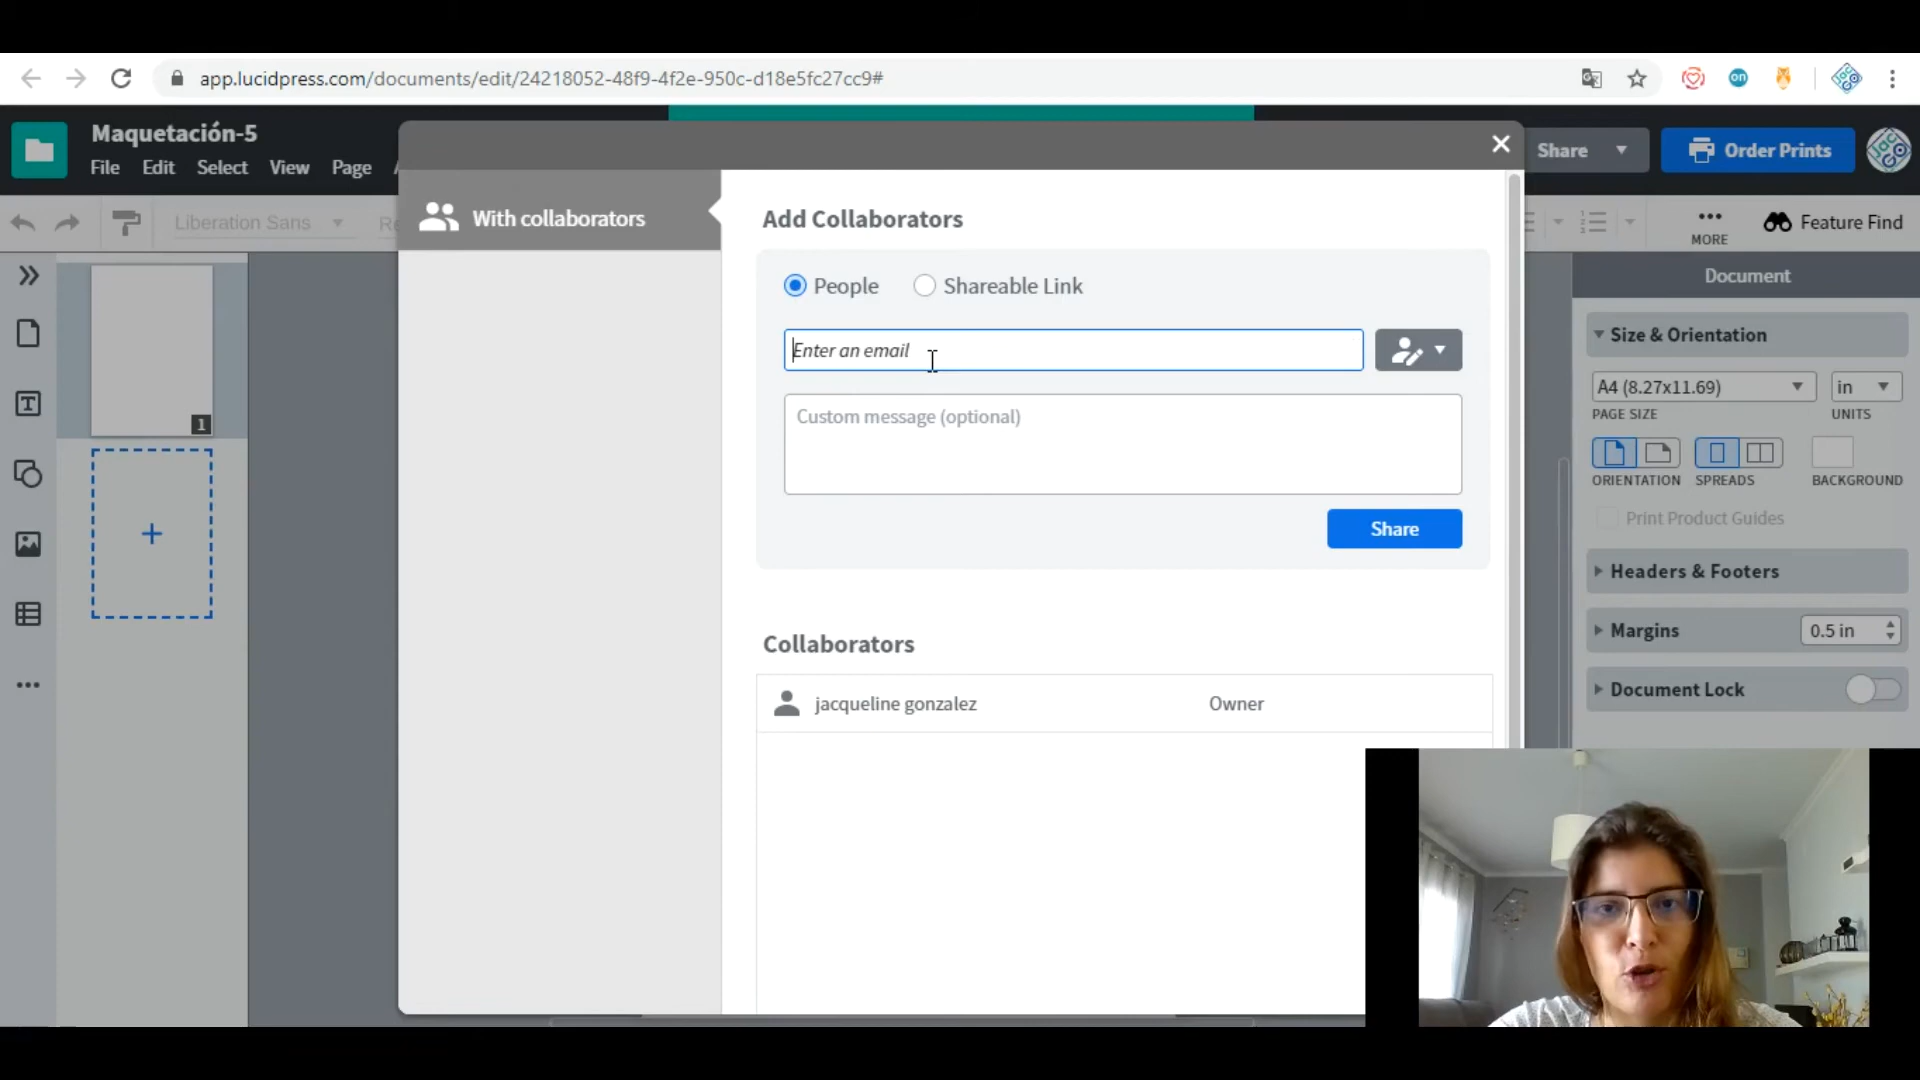 app.lucidpress.com/documents/edit/24218052-48f9-4f2e-950c-d18e5fc27cc9#
Maquetación-5
File Edit Select View Page
Share
Order Prints
Liberation Sans
MORE
Feature Find
With collaborators
Add Collaborators
People Shareable Link
Enter an email
Custom message (optional)
Share
Collaborators
jacqueline gonzalez Owner
1
Document
Size & Orientation
A4 (8.27x11.69) in
PAGE SIZE UNITS
ORIENTATION SPREADS BACKGROUND
Print Product Guides
Headers & Footers
Margins 0.5 in
Document Lock